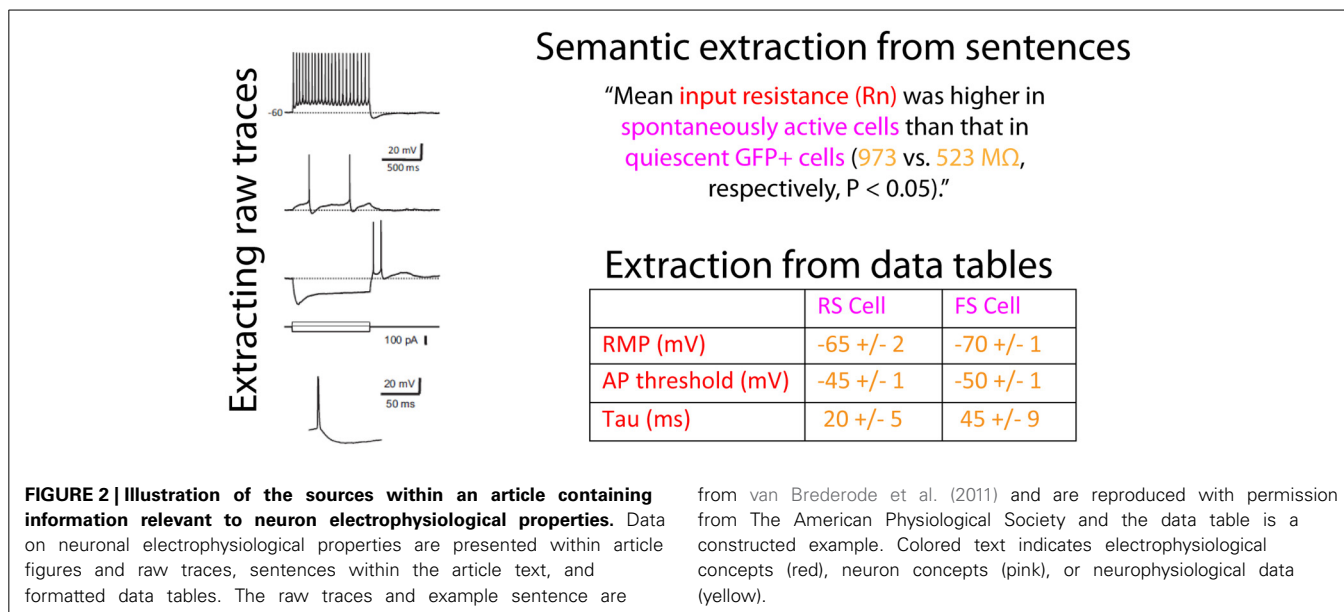 Extracting raw traces
-60
20 mV
500 ms
100 pA
20 mV
50 ms
Semantic extraction from sentences
“Mean input resistance (Rn) was higher in
spontaneously active cells than that in
quiescent GFP+ cells (973 vs. 523 MΩ,
respectively, P < 0.05).”
Extraction from data tables
RS Cell FS Cell
RMP (mV) -65 +/- 2 -70 +/- 1
AP threshold (mV) -45 +/- 1 -50 +/- 1
Tau (ms) 20 +/- 5 45 +/- 9
FIGURE 2 | Illustration of the sources within an article containing
information relevant to neuron electrophysiological properties. Data
on neuronal electrophysiological properties are presented within article
figures and raw traces, sentences within the article text, and
formatted data tables. The raw traces and example sentence are
from van Brederode et al. (2011) and are reproduced with permission
from The American Physiological Society and the data table is a
constructed example. Colored text indicates electrophysiological
concepts (red), neuron concepts (pink), or neurophysiological data
(yellow).